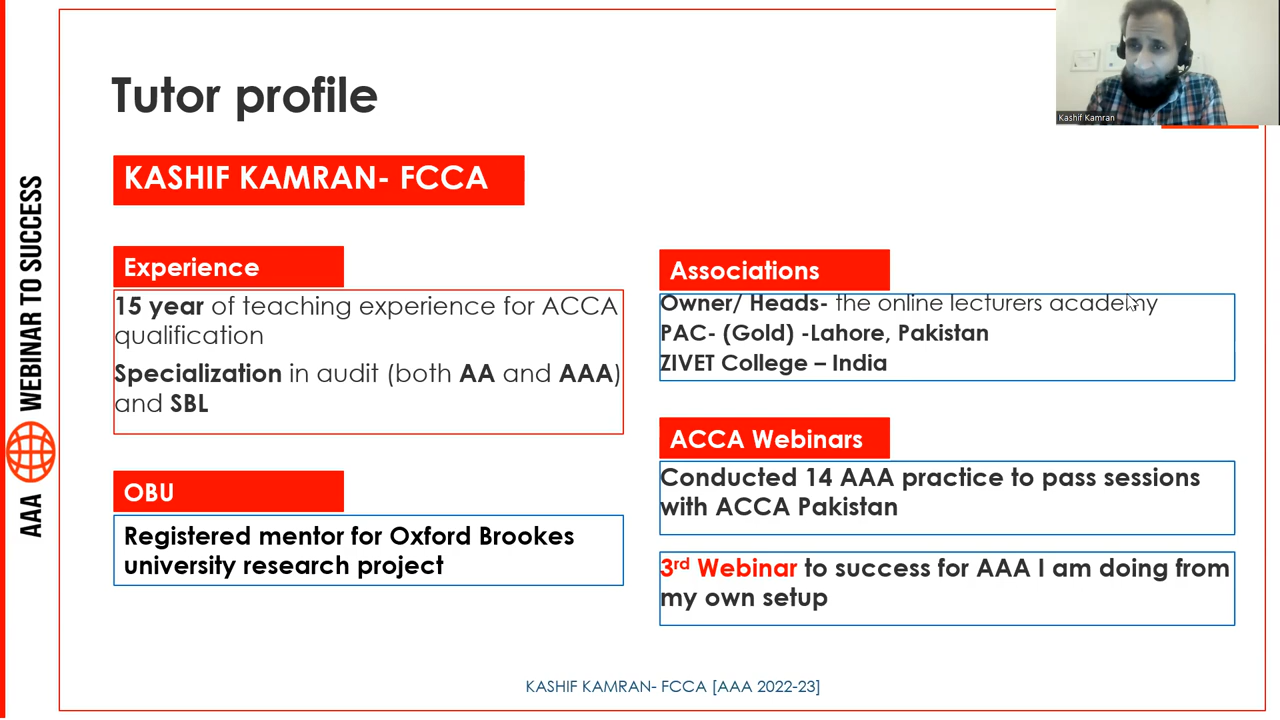 Tutor profile
Kashif Kamran
KASHIF KAMRAN- FCCA
Experience
15 year of teaching experience for ACCA
qualification
Specialization in audit (both AA and AAA)
and SBL
OBU
Registered mentor for Oxford Brookes
university research project
Associations
Owner/ Heads- the online lecturers academy
PAC- (Gold) -Lahore, Pakistan
ZIVET College – India
ACCA Webinars
Conducted 14 AAA practice to pass sessions
with ACCA Pakistan
3rd Webinar to success for AAA I am doing from
my own setup
AAA WEBINAR TO SUCCESS
KASHIF KAMRAN- FCCA [AAA 2022-23]